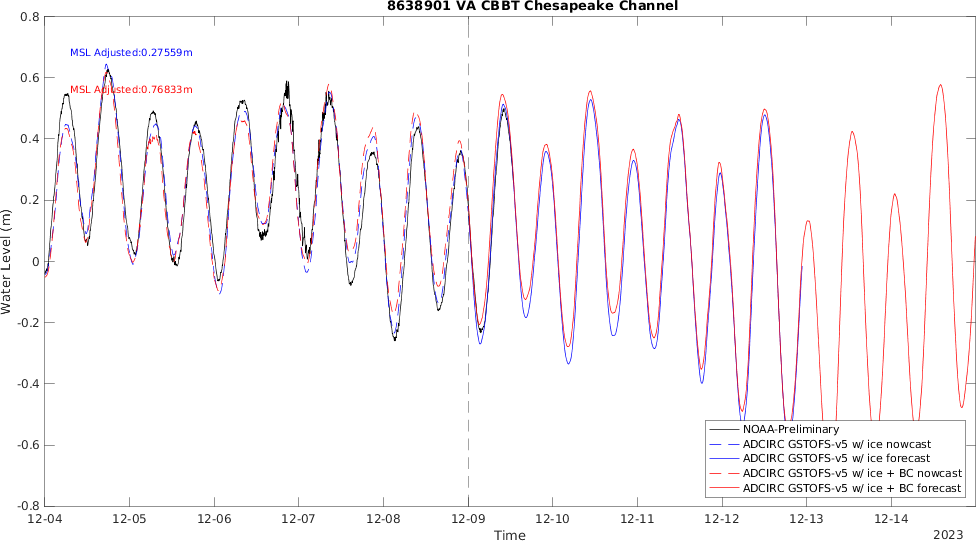 8638901 VA CBBT Chesapeake Channel
MSL Adjusted:0.27559m
MSL Adjusted:0.76833m
0.8
0.6
0.4
0.2
0
-0.2
-0.4
-0.6
-0.8
Water Level (m)
NOAA-Preliminary
ADCIRC GSTOFS-v5 w/ ice nowcast
ADCIRC GSTOFS-v5 w/ ice forecast
ADCIRC GSTOFS-v5 w/ ice + BC nowcast
ADCIRC GSTOFS-v5 w/ ice + BC forecast
12-04 12-05 12-06 12-07 12-08 12-09 12-10 12-11 12-12 12-13 12-14
Time
2023